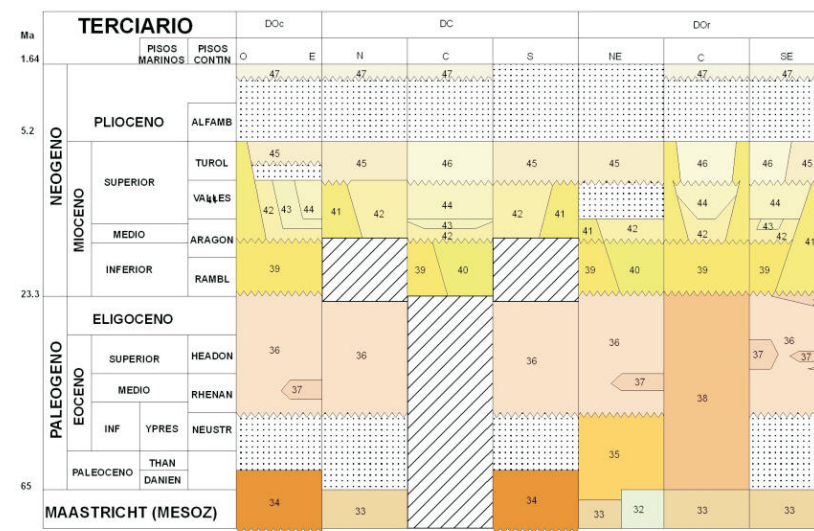 TERCIARIO DOc DC DOr
Ma PISOS MARINOS PISOS CONTIN O E N C S NE C SE
1.64
47 47 47 47 47
PLIOCENO ALFAMB
5.2
NEOGENO
MIOCENO
SUPERIOR TUROL 45 45 46 45 45 46 46 45
VALLES 42 43 44 41 42 44 43 42 42 41 44 42 44 43 42 41
MEDIO ARAGON 41 42
INFERIOR RAMBL 39 39 40 39 40 39 39
23.3
PALEOGENO
ELIGOCENO
EOCENO
SUPERIOR HEADON 36 36 36 36 36 37 37
MEDIO RHENAN 37 37 38
INF YPRES NEUSTR
PALEOCENO THAN 35
DANIEN
65
MAASTRICHT (MESOZ) 34 33 34 33 32 33 33